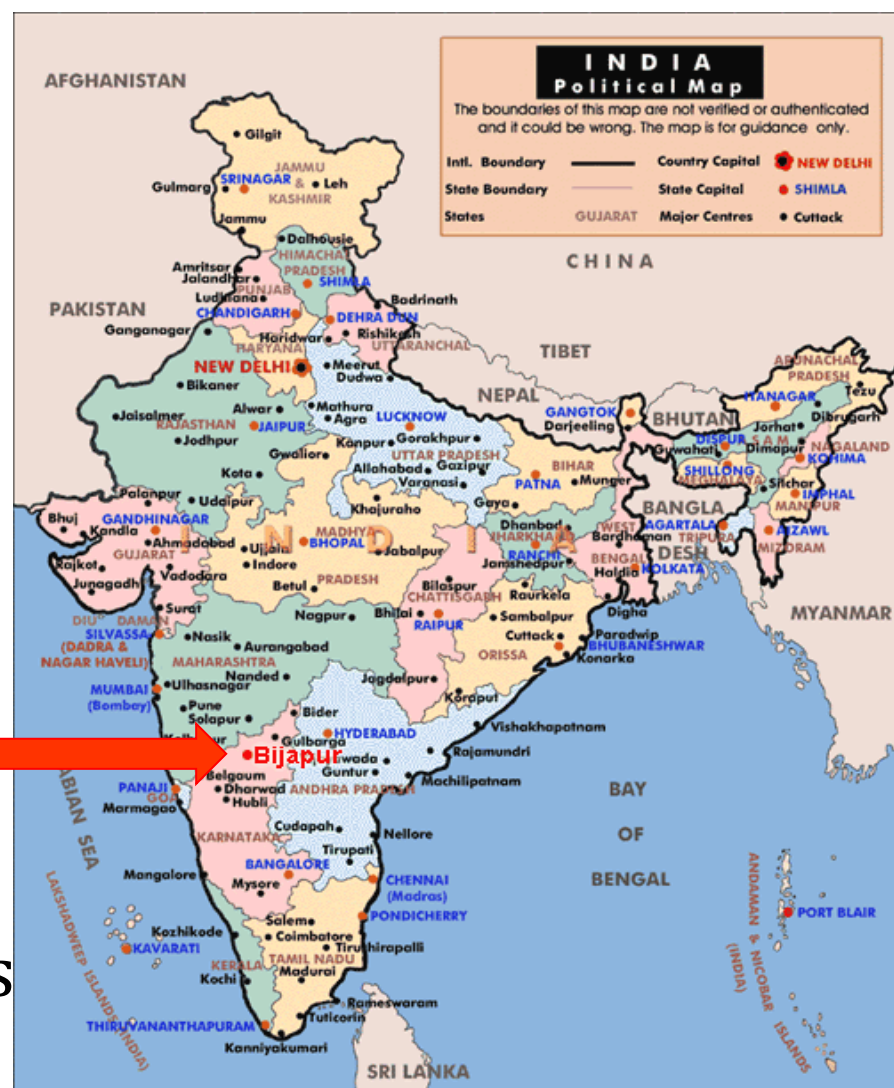 INDIA
Political Map
The boundaries of this map are not verified or authenticated
and it could be wrong. The map is for guidance only.
Intl. Boundary Country Capital NEW DELHI
State Boundary State Capital SHIMLA
States GUJARAT Major Centres Cuttack
AFGHANISTAN
Gilgit
JAMMU
&
KASHMIR
SRINAGAR
Leh
Gulmarg
Jammu
CHINA
Dalhousie
HIMACHAL
PRADESH
SHIMLA
Amritsar
Jalandhar
PUNJAB
Ludhiana
CHANDIGARH
Badrinath
DEHRA DUN
Rishikesh
Haridwar
UTTARANCHAL
PAKISTAN
Ganganagar
HARYANA
NEW DELHI
TIBET
Meerut
Dudwa
NEPAL
Bikaner
ARUNACHAL
PRADESH
Tezu
Jaisalmer
Alwar
Mathura
Agra
LUCKNOW
GANGTOK
Darjeeling
BHUTAN
Dibrugarh
RAJASTHAN
JAIPUR
Jodhpur
Kanpur
Gorakhpur
UTTAR PRADESH
Jorhat
DISPUR
SAM
Dimapur
NAGALAND
Guwahati
KOHIMA
Gwalior
Allahabad
Gazipur
Varanasi
BIHAR
PATNA
Munger
SHILLONG
MEGHALAYA
Silchar
IMPHAL
MANIPUR
Kota
Udaipur
Palanpur
Khajuraho
Gaya
BANGLA
DESH
AGARTALA
TRIPURA
AIZAWL
MIZORAM
Bhuj
Kandla
GANDHINAGAR
Ahmadabad
GUJARAT
INDIA
Ujjain
Indore
MADHYA
BHOPAL
PRADESH
Jabalpur
Dhanbad
JHARKHAND
RANCHI
Jamshedpur
WEST
BENGAL
Bardhaman
Haldia
KOLKATA
Rajkot
Junagadh
Vadodara
Betul
Bilaspur
CHATTISGARH
Raurkela
Digha
MYANMAR
Surat
DIU
DAMAN
SILVASSA
(DADRA &
NAGAR HAVELI)
Nasik
Aurangabad
Nagpur
Bhilai
RAIPUR
Sambalpur
Cuttack
Paradwip
BHUBANESHWAR
Konarka
ORISSA
MAHARASHTRA
Nanded
Jagdalpur
Koraput
MUMBAI
(Bombay)
Ulhasnagar
Pune
Solapur
Bider
HYDERABAD
Vishakhapatnam
Gulbarga
Bijapur
Rajamundri
Guntur
Machilipatnam
ANDHRA PRADESH
Belgaum
PANAJI
GOA
Marmagao
Dharwad
Hubli
BAY
OF
BENGAL
KARNATAKA
Cudapah
Nellore
Tirupati
BANGALORE
Mangalore
Mysore
CHENNAI
(Madras)
PONDICHERRY
LAKSHADWEEP ISLANDS (INDIA)
KAVARATI
Kozhikode
Salem
Coimbatore
Tiruchirapalli
TAMIL NADU
KERALA
Kochi
Madurai
Rameswaram
Tuticorin
THIRUVANANTHAPURAM
Kanniyakumari
SRI LANKA
SEA
PORT BLAIR
ANDAMAN & NICOBAR ISLANDS
(INDIA)